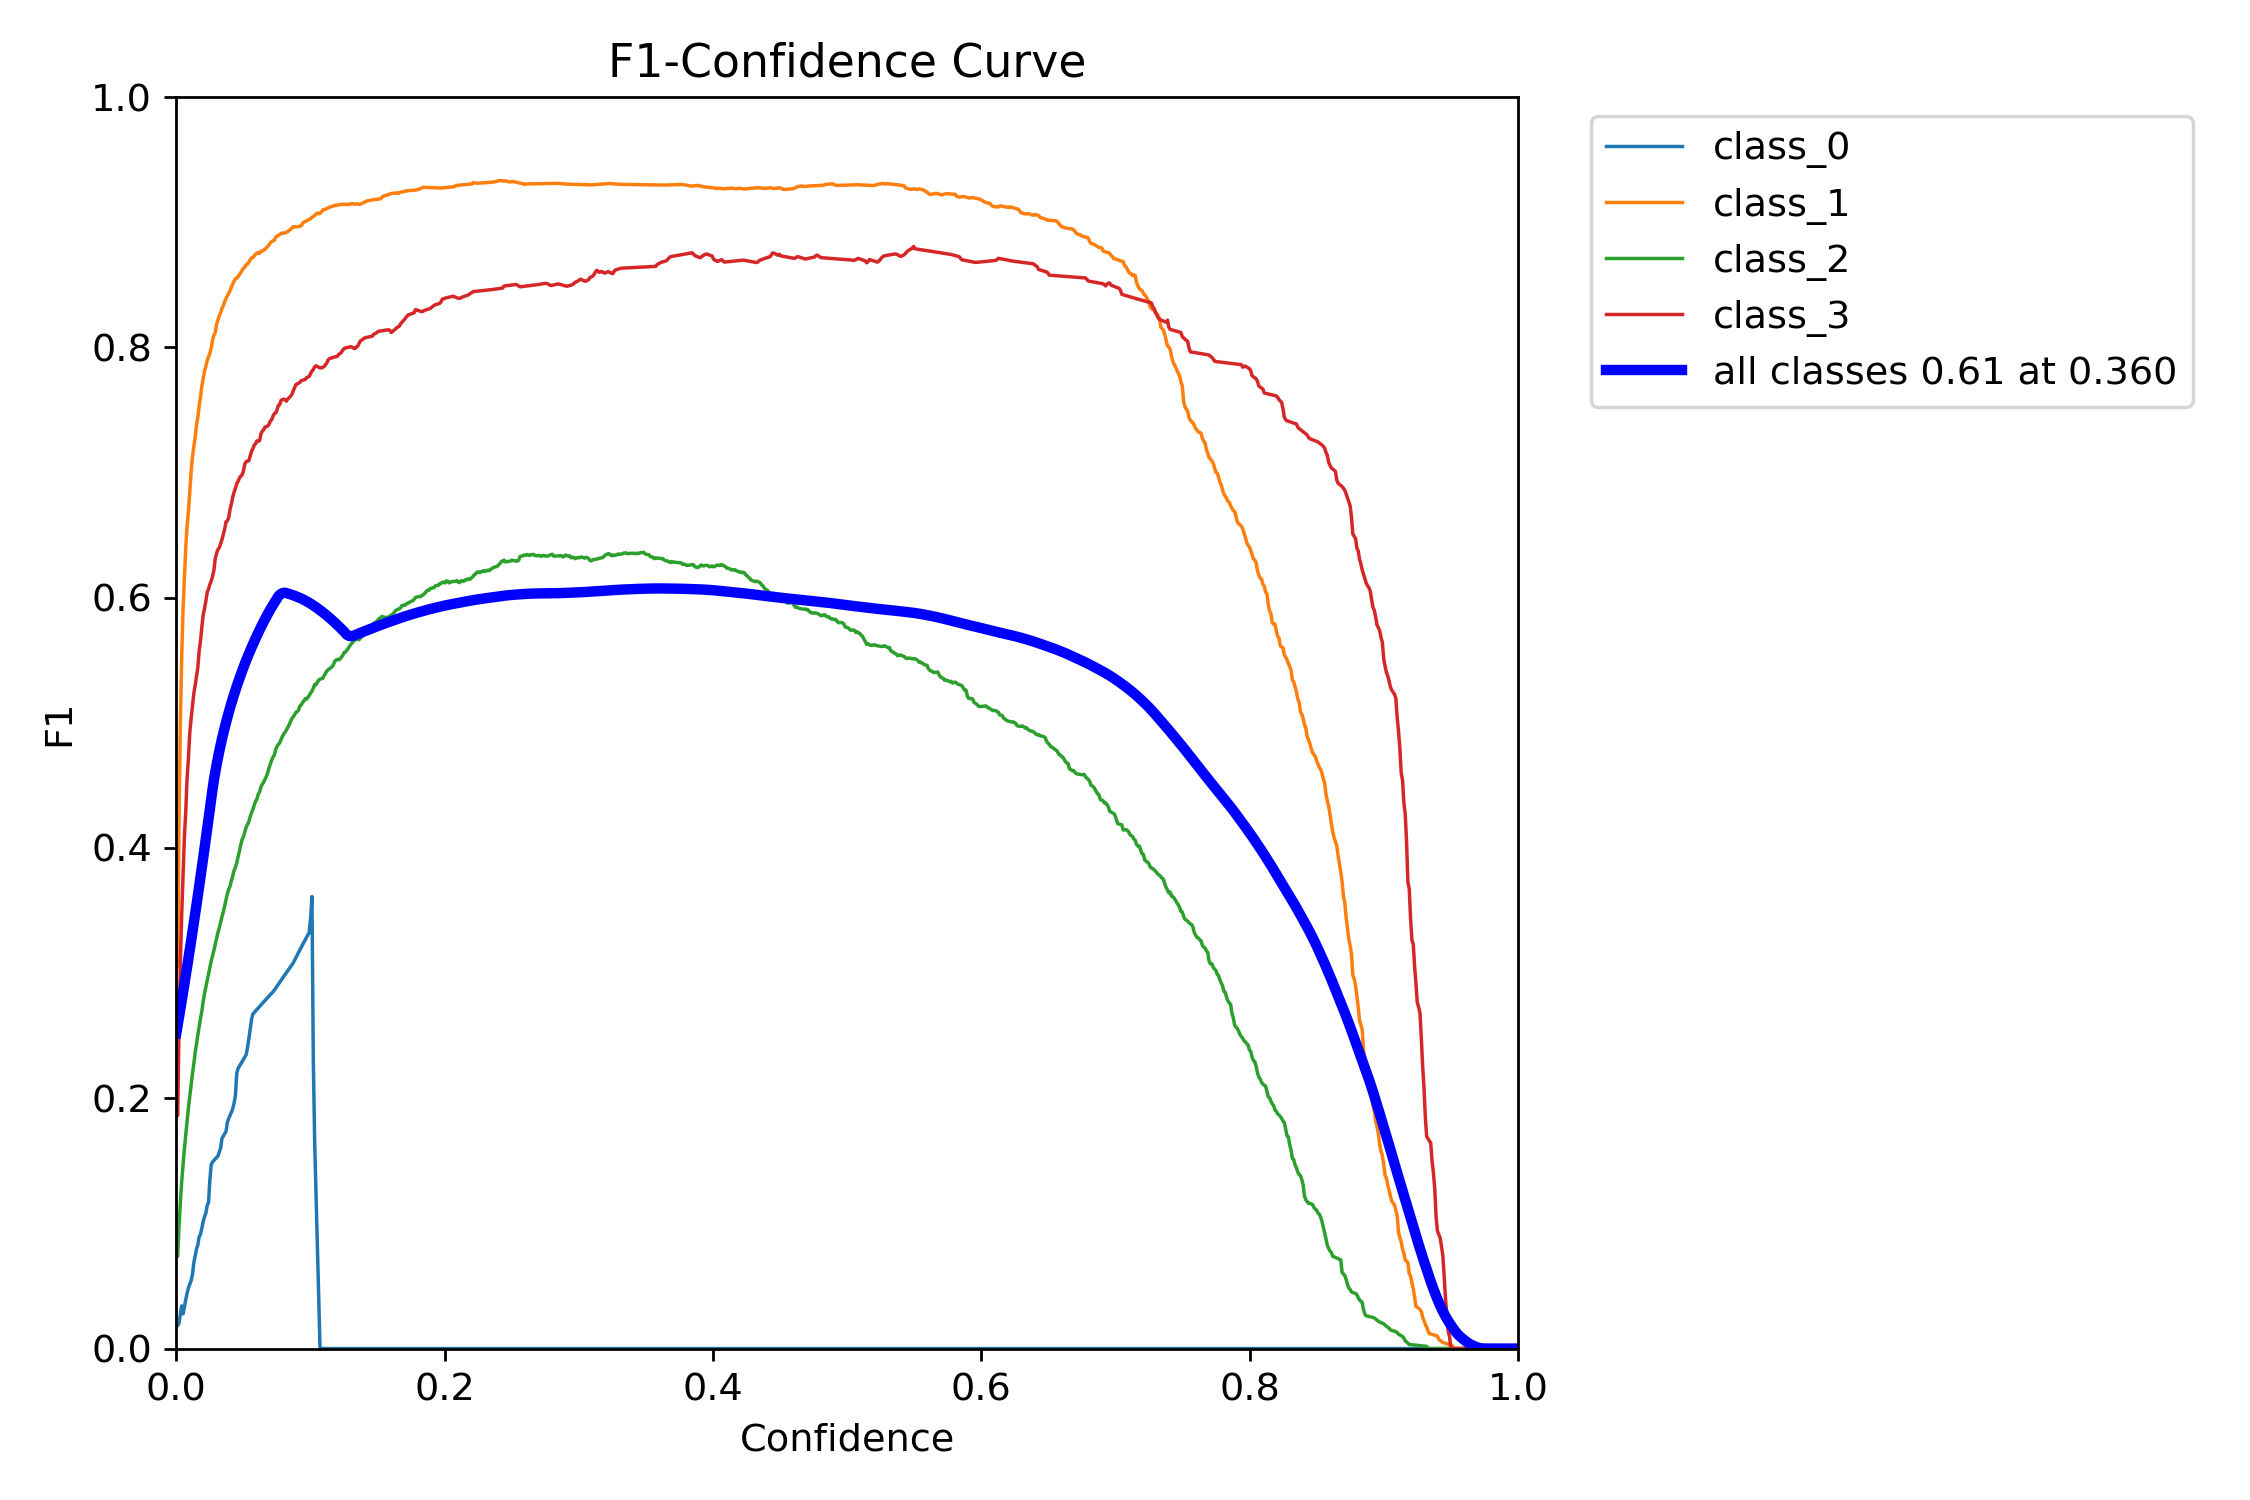 F1-Confidence Curve
1.0
0.8
0.6
0.4
0.2
0.0
F1
0.0 0.2 0.4 0.6 0.8 1.0
Confidence
class_0
class_1
class_2
class_3
all classes 0.61 at 0.360